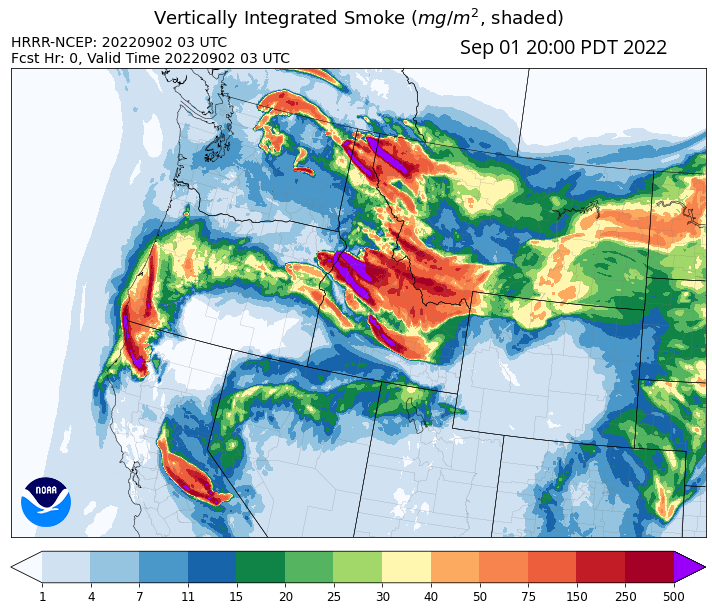 Vertically Integrated Smoke (mg/m², shaded)
HRRR-NCEP: 20220902 03 UTC
Fcst Hr: 0, Valid Time 20220902 03 UTC
Sep 01 20:00 PDT 2022
NOAA
1 4 7 11 15 20 25 30 40 50 75 150 250 500